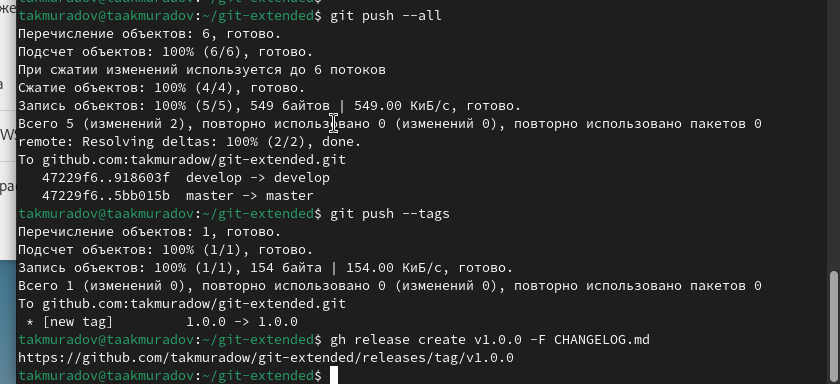 takmuradov@taakmuradov:~/git-extended$ git push --all
Перечисление объектов: 6, готово.
Подсчет объектов: 100% (6/6), готово.
При сжатии изменений используется до 6 потоков
Сжатие объектов: 100% (4/4), готово.
Запись объектов: 100% (5/5), 549 байтов | 549.00 КиБ/с, готово.
Всего 5 (изменений 2), повторно использовано 0 (изменений 0), повторно использовано пакетов 0
remote: Resolving deltas: 100% (2/2), done.
To github.com:takmuradow/git-extended.git
   47229f6..918603f  develop -> develop
   47229f6..5bb015b  master -> master
takmuradov@taakmuradov:~/git-extended$ git push --tags
Перечисление объектов: 1, готово.
Подсчет объектов: 100% (1/1), готово.
Запись объектов: 100% (1/1), 154 байта | 154.00 КиБ/с, готово.
Всего 1 (изменений 0), повторно использовано 0 (изменений 0), повторно использовано пакетов 0
To github.com:takmuradow/git-extended.git
 * [new tag]         1.0.0 -> 1.0.0
takmuradov@taakmuradov:~/git-extended$ gh release create v1.0.0 -F CHANGELOG.md
https://github.com/takmuradow/git-extended/releases/tag/v1.0.0
takmuradov@taakmuradov:~/git-extended$